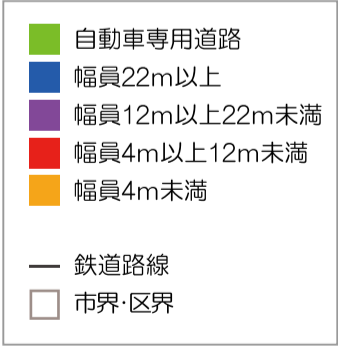 自動車専用道路
幅員22m以上
幅員12m以上22m未満
幅員4m以上12m未満
幅員4m未満
鉄道路線
市界・区界